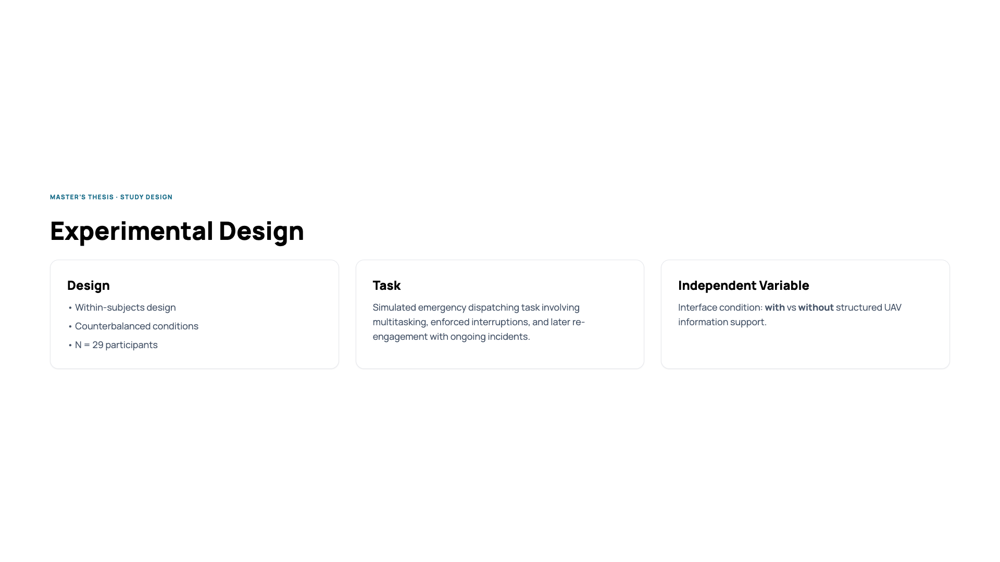 MASTER'S THESIS · STUDY DESIGN
Experimental Design
Design
• Within-subjects design
• Counterbalanced conditions
• N = 29 participants
Task
Simulated emergency dispatching task involving
multitasking, enforced interruptions, and later re-
engagement with ongoing incidents.
Independent Variable
Interface condition: with vs without structured UAV
information support.